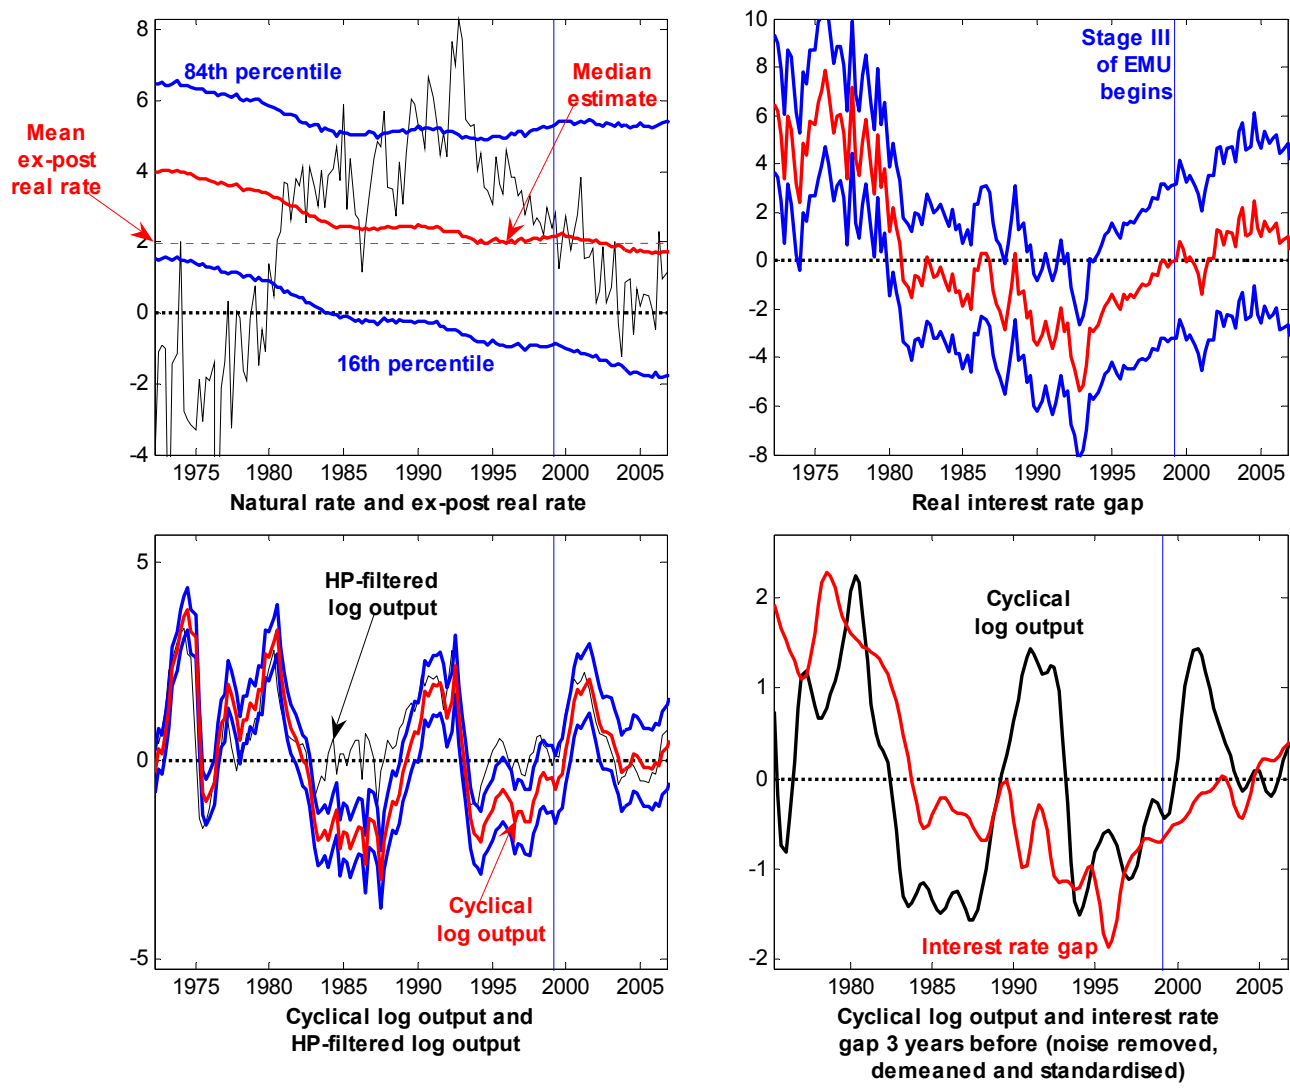 8
6
4
2
0
-2
-4
84th percentile
Median
estimate
Mean
ex-post
real rate
16th percentile
1975 1980 1985 1990 1995 2000 2005
Natural rate and ex-post real rate
10
8
6
4
2
0
-2
-4
-6
-8
Stage III
of EMU
begins
1975 1980 1985 1990 1995 2000 2005
Real interest rate gap
5
0
-5
HP-filtered
log output
Cyclical
log output
1975 1980 1985 1990 1995 2000 2005
Cyclical log output and
HP-filtered log output
2
1
0
-1
-2
Cyclical
log output
Interest rate gap
1980 1985 1990 1995 2000 2005
Cyclical log output and interest rate
gap 3 years before (noise removed,
demeaned and standardised)